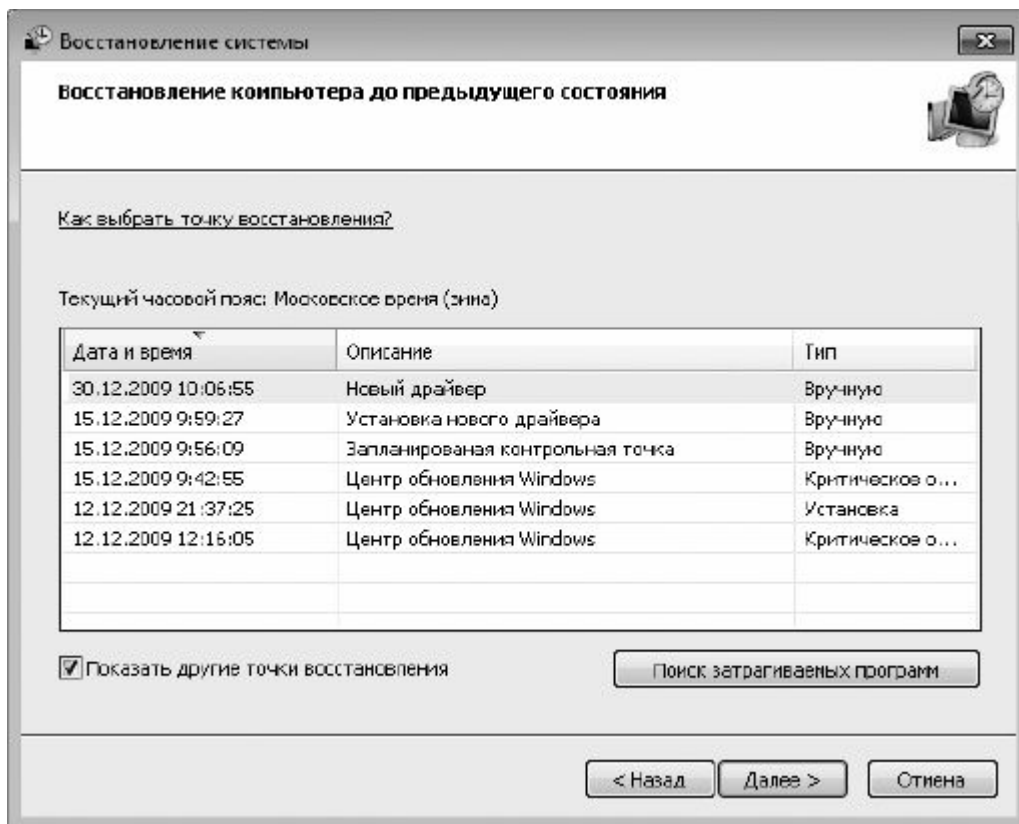 Восстановление системы
Восстановление компьютера до предыдущего состояния
Как выбрать точку восстановления?
Текущий часовой пояс: Московское время (зима)
Дата и время Описание Тип
30.12.2009 10:06:55 Новый драйвер Вручную
15.12.2009 9:59:27 Установка нового драйвера Вручную
15.12.2009 9:56:09 Запланированая контрольная точка Вручную
15.12.2009 9:42:55 Центр обновления Windows Критическое о...
12.12.2009 21:37:25 Центр обновления Windows Установка
12.12.2009 12:16:05 Центр обновления Windows Критическое о...
Показать другие точки восстановления Поиск затрагиваемых программ
< Назад Далее > Отмена